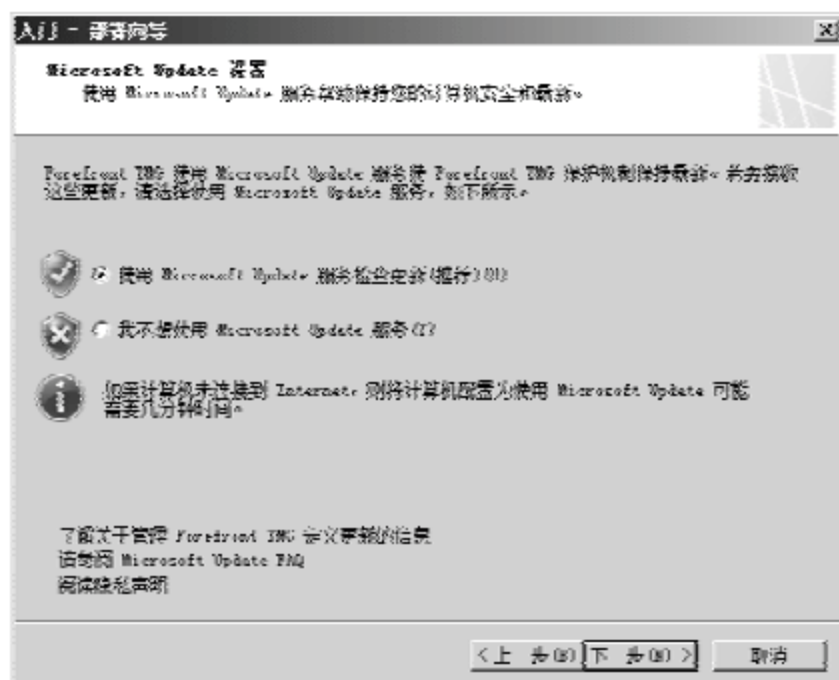 入门 - 部署向导
Microsoft Update 设置
使用 Microsoft Update 服务帮助保持您的计算机安全和最新。
Forefront TMG 使用 Microsoft Update 服务使 Forefront TMG 保护机制保持最新。若要接收
这些更新，请选择使用 Microsoft Update 服务，如下所示。
使用 Microsoft Update 服务检查更新(推荐)(U)
我不想使用 Microsoft Update 服务(I)
如果计算机未连接到 Internet，则将计算机配置为使用 Microsoft Update 可能
需要几分钟时间。
了解关于管理 Forefront TMG 定义更新的信息
请参阅 Microsoft Update FAQ
阅读隐私声明
<上 步(B) 下 步(N) > 取消